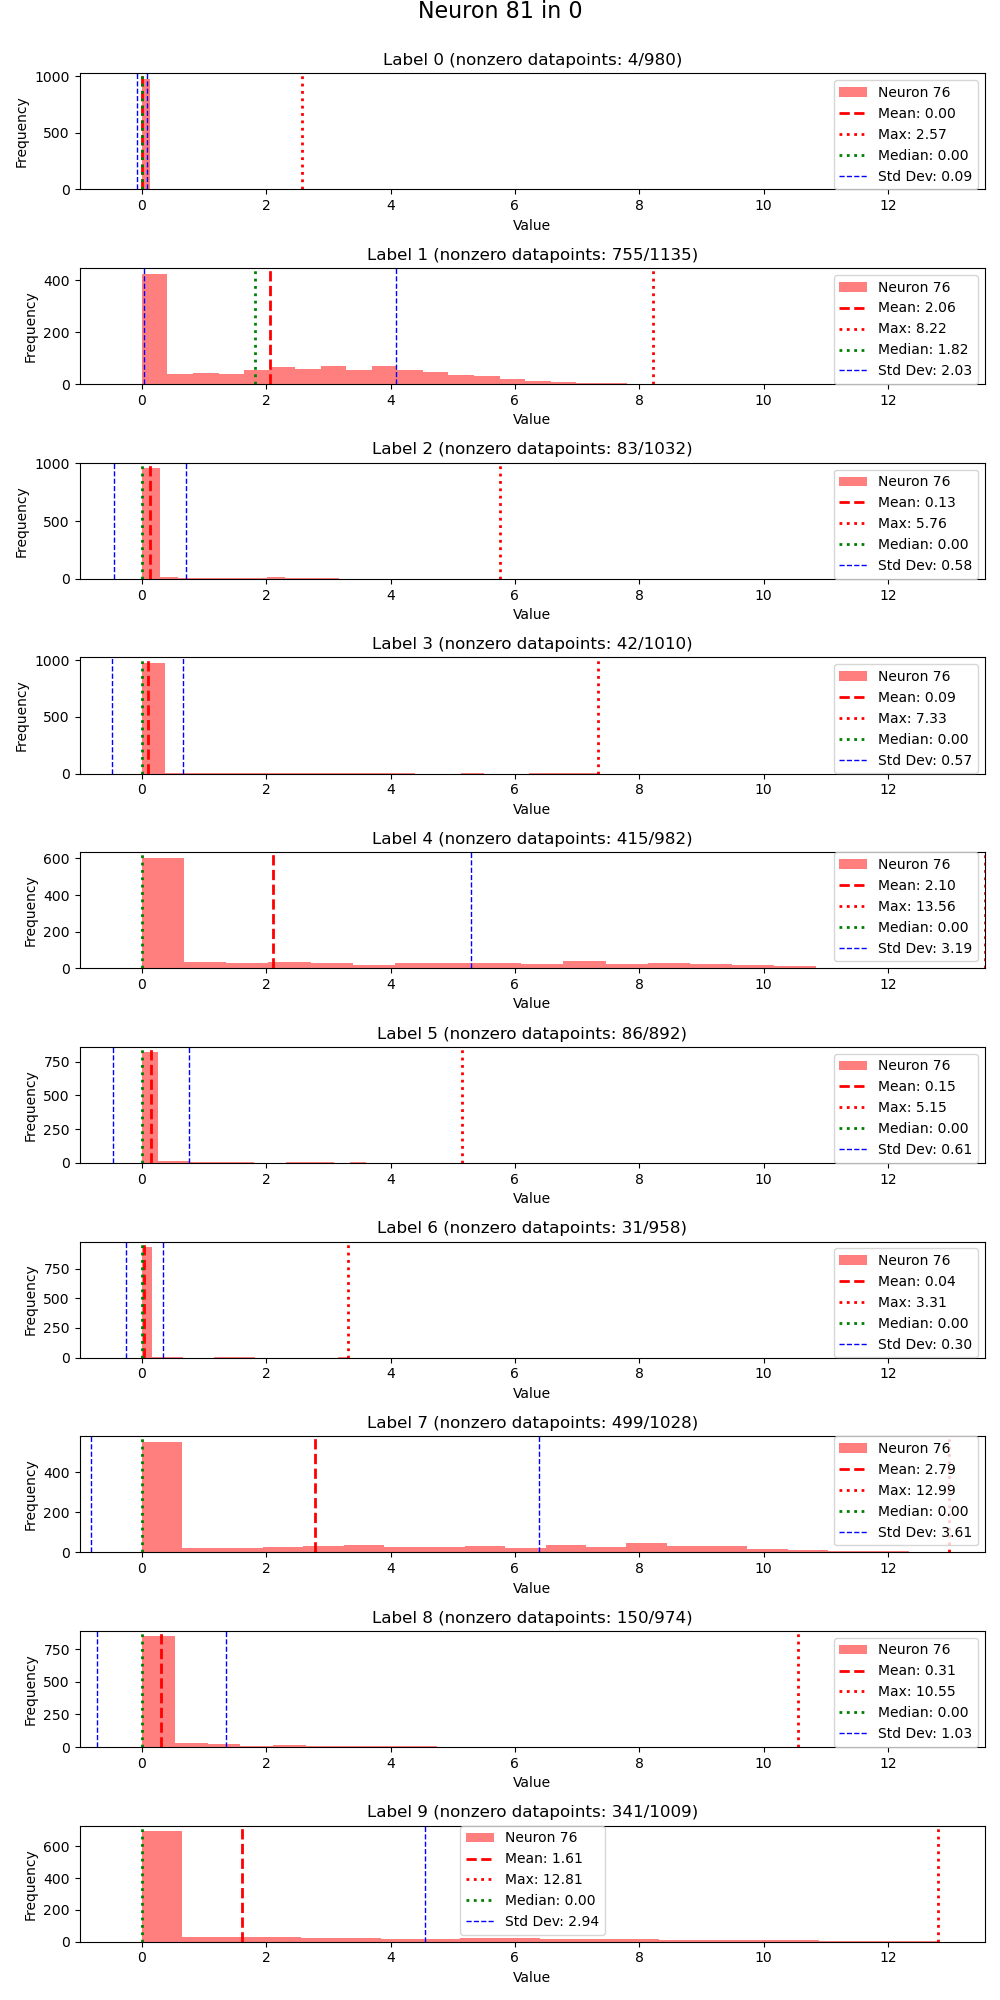 Neuron 81 in 0
Label 0 (nonzero datapoints: 4/980)
1000
500
0
Frequency
Neuron 76
Mean: 0.00
Max: 2.57
Median: 0.00
Std Dev: 0.09
0 2 4 6 8 10 12
Value
Label 1 (nonzero datapoints: 755/1135)
400
200
0
Frequency
Neuron 76
Mean: 2.06
Max: 8.22
Median: 1.82
Std Dev: 2.03
0 2 4 6 8 10 12
Value
Label 2 (nonzero datapoints: 83/1032)
1000
500
0
Frequency
Neuron 76
Mean: 0.13
Max: 5.76
Median: 0.00
Std Dev: 0.58
0 2 4 6 8 10 12
Value
Label 3 (nonzero datapoints: 42/1010)
1000
500
0
Frequency
Neuron 76
Mean: 0.09
Max: 7.33
Median: 0.00
Std Dev: 0.57
0 2 4 6 8 10 12
Value
Label 4 (nonzero datapoints: 415/982)
600
400
200
0
Frequency
Neuron 76
Mean: 2.10
Max: 13.56
Median: 0.00
Std Dev: 3.19
0 2 4 6 8 10 12
Value
Label 5 (nonzero datapoints: 86/892)
750
500
250
0
Frequency
Neuron 76
Mean: 0.15
Max: 5.15
Median: 0.00
Std Dev: 0.61
0 2 4 6 8 10 12
Value
Label 6 (nonzero datapoints: 31/958)
750
500
250
0
Frequency
Neuron 76
Mean: 0.04
Max: 3.31
Median: 0.00
Std Dev: 0.30
0 2 4 6 8 10 12
Value
Label 7 (nonzero datapoints: 499/1028)
400
200
0
Frequency
Neuron 76
Mean: 2.79
Max: 12.99
Median: 0.00
Std Dev: 3.61
0 2 4 6 8 10 12
Value
Label 8 (nonzero datapoints: 150/974)
750
500
250
0
Frequency
Neuron 76
Mean: 0.31
Max: 10.55
Median: 0.00
Std Dev: 1.03
0 2 4 6 8 10 12
Value
Label 9 (nonzero datapoints: 341/1009)
600
400
200
0
Frequency
Neuron 76
Mean: 1.61
Max: 12.81
Median: 0.00
Std Dev: 2.94
0 2 4 6 8 10 12
Value